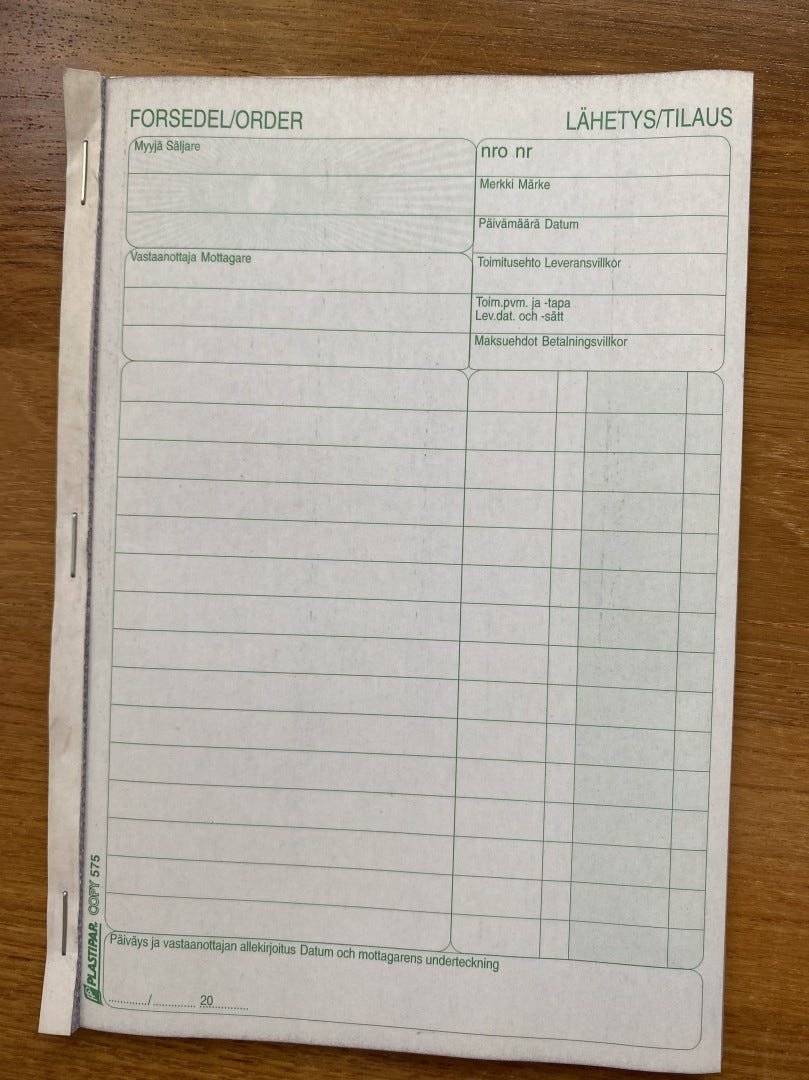 FORSEDEL/ORDER
LÄHETYS/TILAUS
Myyjä Säljare
nro nr
Merkki Märke
Päivämäärä Datum
Vastaanottaja Mottagare
Toimitusehto Leveransvillkor
Toim.pvm. ja -tapa
Lev.dat. och -sätt
Maksuehdot Betalningsvillkor
Päiväys ja vastaanottajan allekirjoitus Datum och mottagarens underteckning
............/............. 20..............
PLASTIPAP COPY 575